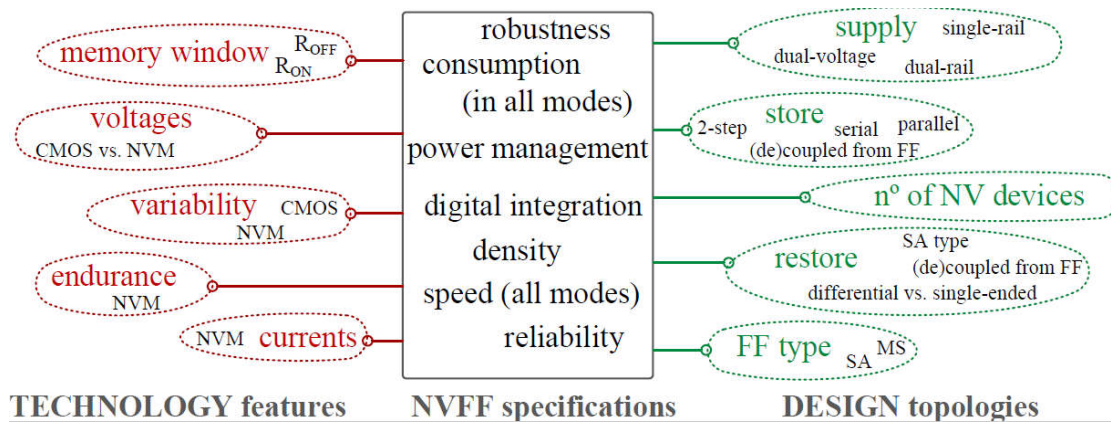 memory window
R_OFF
R_ON
voltages
CMOS vs. NVM
variability
CMOS
NVM
endurance
NVM
NVM
currents
TECHNOLOGY features
robustness
consumption
(in all modes)
power management
digital integration
density
speed (all modes)
reliability
NVFF specifications
supply
single-rail
dual-voltage
dual-rail
store
2-step
serial
parallel
(de)coupled from FF
nº of NV devices
SA type
restore
(de)coupled from FF
differential vs. single-ended
FF type
SA
MS
DESIGN topologies